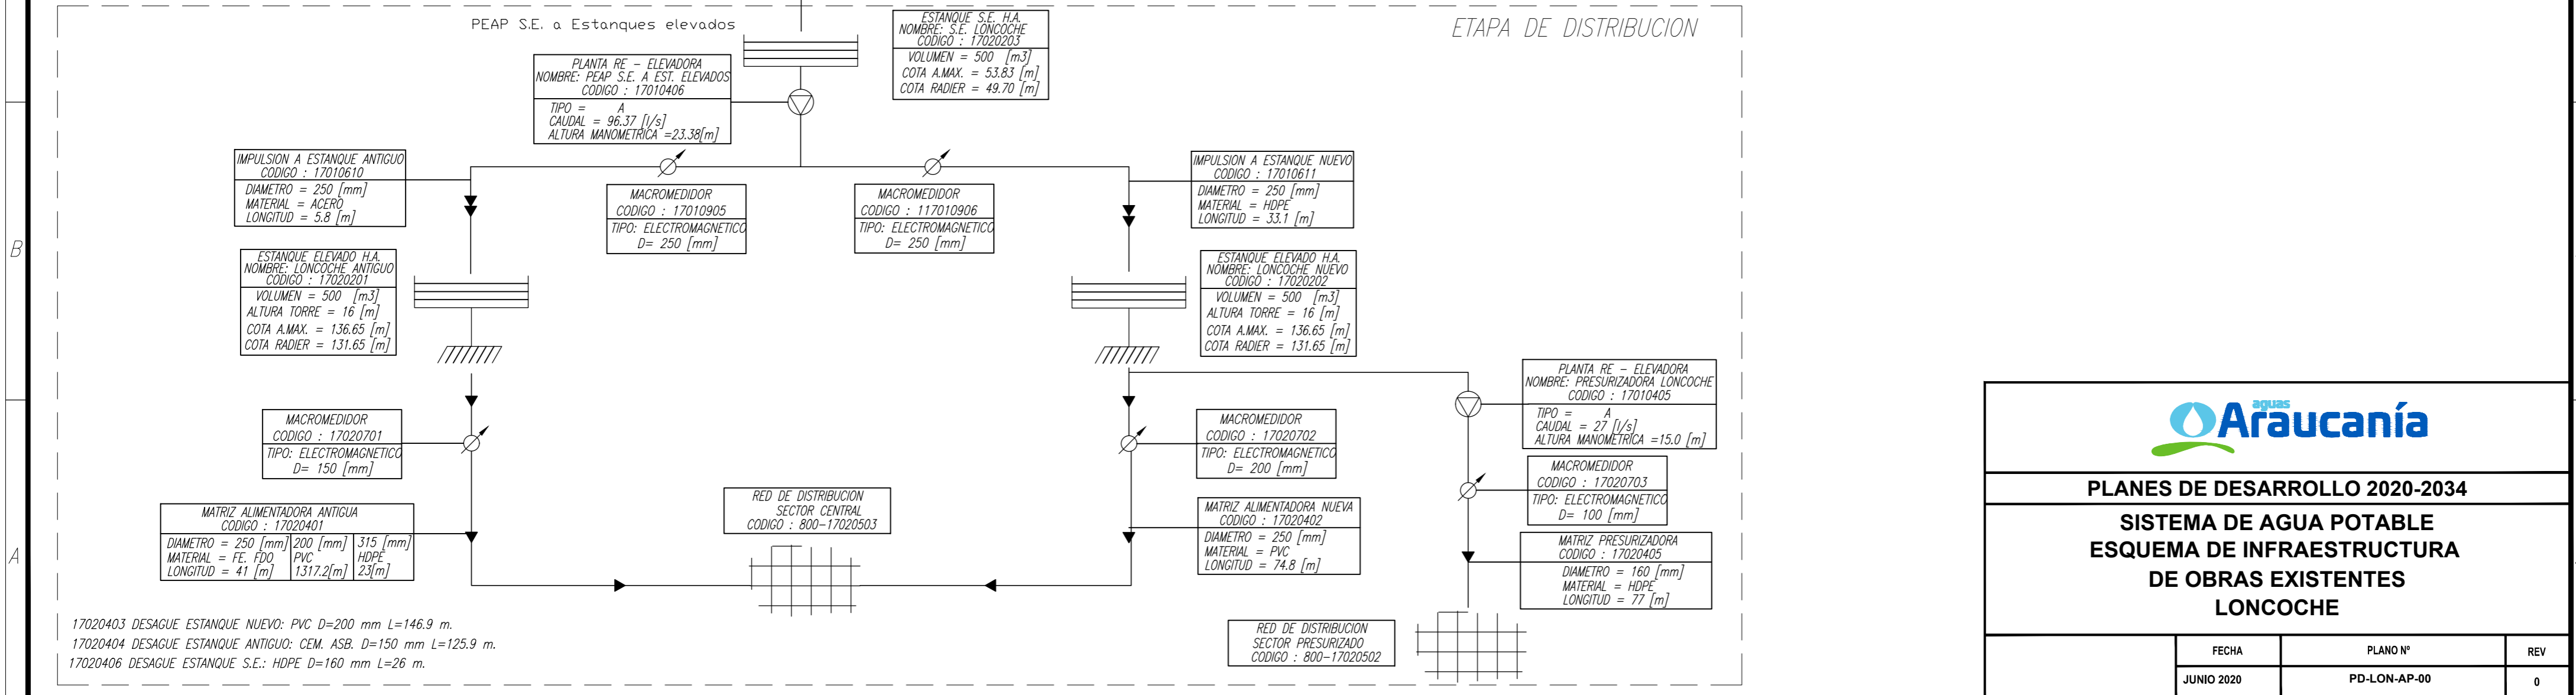 PEAP S.E. a Estanques elevados
ESTANQUE S.E. H.A.
NOMBRE: S.E. LONCOCHE
CODIGO : 17020203
VOLUMEN = 500 [m3]
COTA A.MAX. = 53.83 [m]
COTA RADIER = 49.70 [m]
ETAPA DE DISTRIBUCION
PLANTA RE - ELEVADORA
NOMBRE: PEAP S.E. A EST. ELEVADOS
CODIGO : 17010406
TIPO = A
CAUDAL = 96.37 [l/s]
ALTURA MANOMETRICA =23.38[m]
IMPULSION A ESTANQUE ANTIGUO
CODIGO : 17010610
DIAMETRO = 250 [mm]
MATERIAL = ACERO
LONGITUD = 5.8 [m]
MACROMEDIDOR
CODIGO : 17010905
TIPO: ELECTROMAGNETICO
D= 250 [mm]
MACROMEDIDOR
CODIGO : 117010906
TIPO: ELECTROMAGNETICO
D= 250 [mm]
IMPULSION A ESTANQUE NUEVO
CODIGO : 17010611
DIAMETRO = 250 [mm]
MATERIAL = HDPE
LONGITUD = 33.1 [m]
B
ESTANQUE ELEVADO H.A.
NOMBRE: LONCOCHE ANTIGUO
CODIGO : 17020201
VOLUMEN = 500 [m3]
ALTURA TORRE = 16 [m]
COTA A.MAX. = 136.65 [m]
COTA RADIER = 131.65 [m]
ESTANQUE ELEVADO H.A.
NOMBRE: LONCOCHE NUEVO
CODIGO : 17020202
VOLUMEN = 500 [m3]
ALTURA TORRE = 16 [m]
COTA A.MAX. = 136.65 [m]
COTA RADIER = 131.65 [m]
PLANTA RE - ELEVADORA
NOMBRE: PRESURIZADORA LONCOCHE
CODIGO : 17010405
TIPO = A
CAUDAL = 27 [l/s]
ALTURA MANOMETRICA =15.0 [m]
MACROMEDIDOR
CODIGO : 17020701
TIPO: ELECTROMAGNETICO
D= 150 [mm]
MACROMEDIDOR
CODIGO : 17020702
TIPO: ELECTROMAGNETICO
D= 200 [mm]
MACROMEDIDOR
CODIGO : 17020703
TIPO: ELECTROMAGNETICO
D= 100 [mm]
A
MATRIZ ALIMENTADORA ANTIGUA
CODIGO : 17020401
DIAMETRO = 250 [mm] 200 [mm] 315 [mm]
MATERIAL = FE. FDO PVC HDPE
LONGITUD = 41 [m] 1317.2[m] 23[m]
RED DE DISTRIBUCION
SECTOR CENTRAL
CODIGO : 800-17020503
MATRIZ ALIMENTADORA NUEVA
CODIGO : 17020402
DIAMETRO = 250 [mm]
MATERIAL = PVC
LONGITUD = 74.8 [m]
MATRIZ PRESURIZADORA
CODIGO : 17020405
DIAMETRO = 160 [mm]
MATERIAL = HDPE
LONGITUD = 77 [m]
RED DE DISTRIBUCION
SECTOR PRESURIZADO
CODIGO : 800-17020502
17020403 DESAGUE ESTANQUE NUEVO: PVC D=200 mm L=146.9 m.
17020404 DESAGUE ESTANQUE ANTIGUO: CEM. ASB. D=150 mm L=125.9 m.
17020406 DESAGUE ESTANQUE S.E.: HDPE D=160 mm L=26 m.
aguas
Araucanía
PLANES DE DESARROLLO 2020-2034
SISTEMA DE AGUA POTABLE
ESQUEMA DE INFRAESTRUCTURA
DE OBRAS EXISTENTES
LONCOCHE
FECHA PLANO Nº REV
JUNIO 2020 PD-LON-AP-00 0